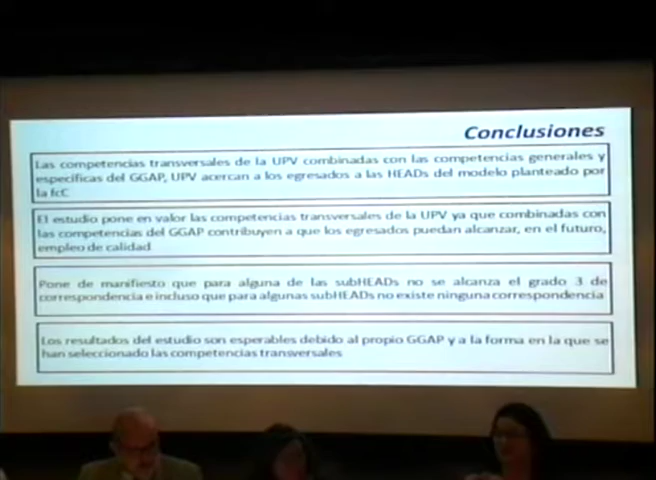 Conclusiones
Las competencias transversales de la UPV combinadas con las competencias generales y
específicas del GGAP, UPV acercan a los egresados a las HEADs del modelo planteado por
la fcC
El estudio pone en valor las competencias transversales de la UPV ya que combinadas con
las competencias del GGAP contribuyen a que los egresados puedan alcanzar, en el futuro,
empleo de calidad
Pone de manifiesto que para alguna de las subHEADs no se alcanza el grado 3 de
correspondencia e incluso que para algunas subHEADs no existe ninguna correspondencia
Los resultados del estudio son esperables debido al propio GGAP y a la forma en la que se
han seleccionado las competencias transversales